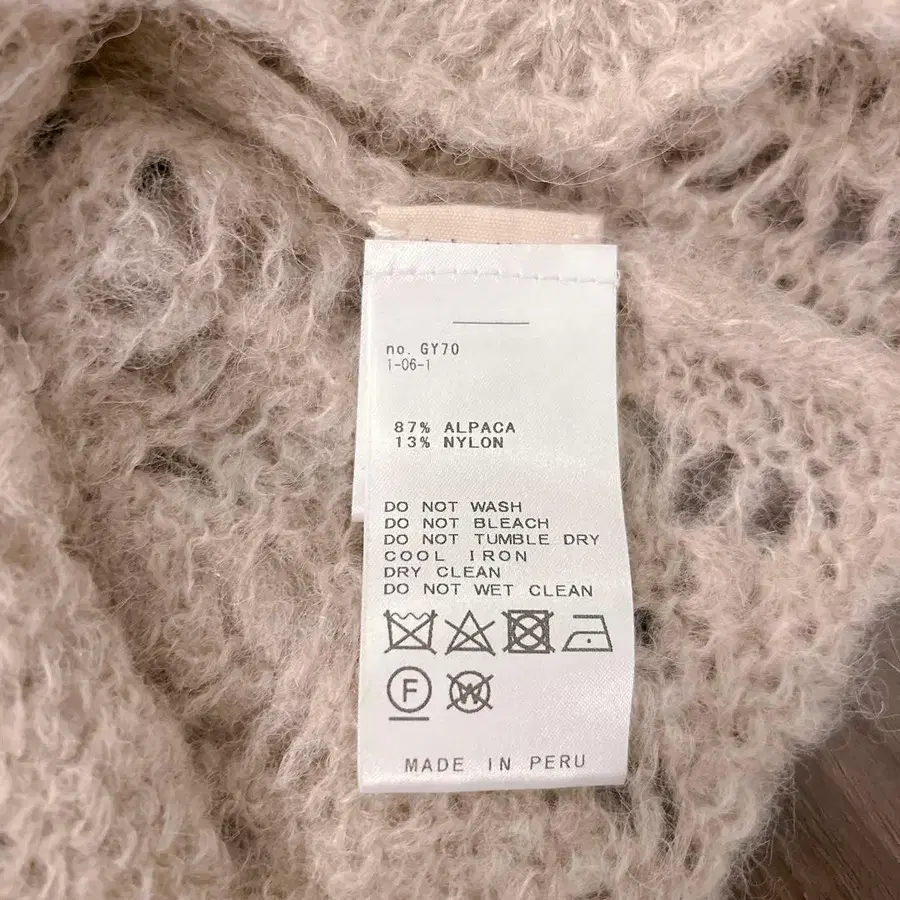 no. GY70
1-06-1
87% ALPACA
13% NYLON
DO NOT WASH
DO NOT BLEACH
DO NOT TUMBLE DRY
COOL IRON
DRY CLEAN
DO NOT WET CLEAN
F W
MADE IN PERU